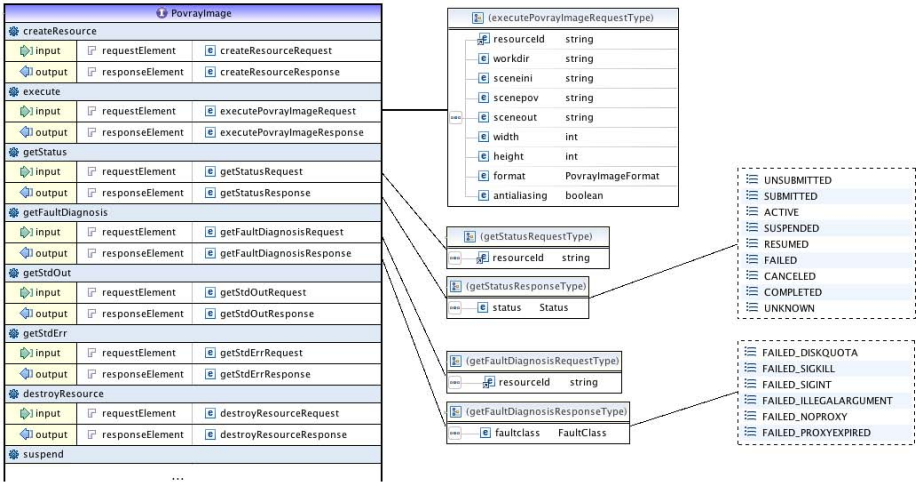 PovrayImage
createResource
input requestElement createResourceRequest
output responseElement createResourceResponse
execute
input requestElement executePovrayImageRequest
output responseElement executePovrayImageResponse
getStatus
input requestElement getStatusRequest
output responseElement getStatusResponse
getFaultDiagnosis
input requestElement getFaultDiagnosisRequest
output responseElement getFaultDiagnosisResponse
getStdOut
input requestElement getStdOutRequest
output responseElement getStdOutResponse
getStdErr
input requestElement getStdErrRequest
output responseElement getStdErrResponse
destroyResource
input requestElement destroyResourceRequest
output responseElement destroyResourceResponse
suspend
...
(executePovrayImageRequestType)
resourceId string
workdir string
sceneini string
scenepov string
sceneout string
width int
height int
format PovrayImageFormat
antialiasing boolean
(getStatusRequestType)
resourceId string
(getStatusResponseType)
status Status
(getFaultDiagnosisRequestType)
resourceId string
(getFaultDiagnosisResponseType)
faultclass FaultClass
UNSUBMITTED
SUBMITTED
ACTIVE
SUSPENDED
RESUMED
FAILED
CANCELED
COMPLETED
UNKNOWN
FAILED_DISKQUOTA
FAILED_SIGKILL
FAILED_SIGINT
FAILED_ILLEGALARGUMENT
FAILED_NOPROXY
FAILED_PROXYEXPIRED